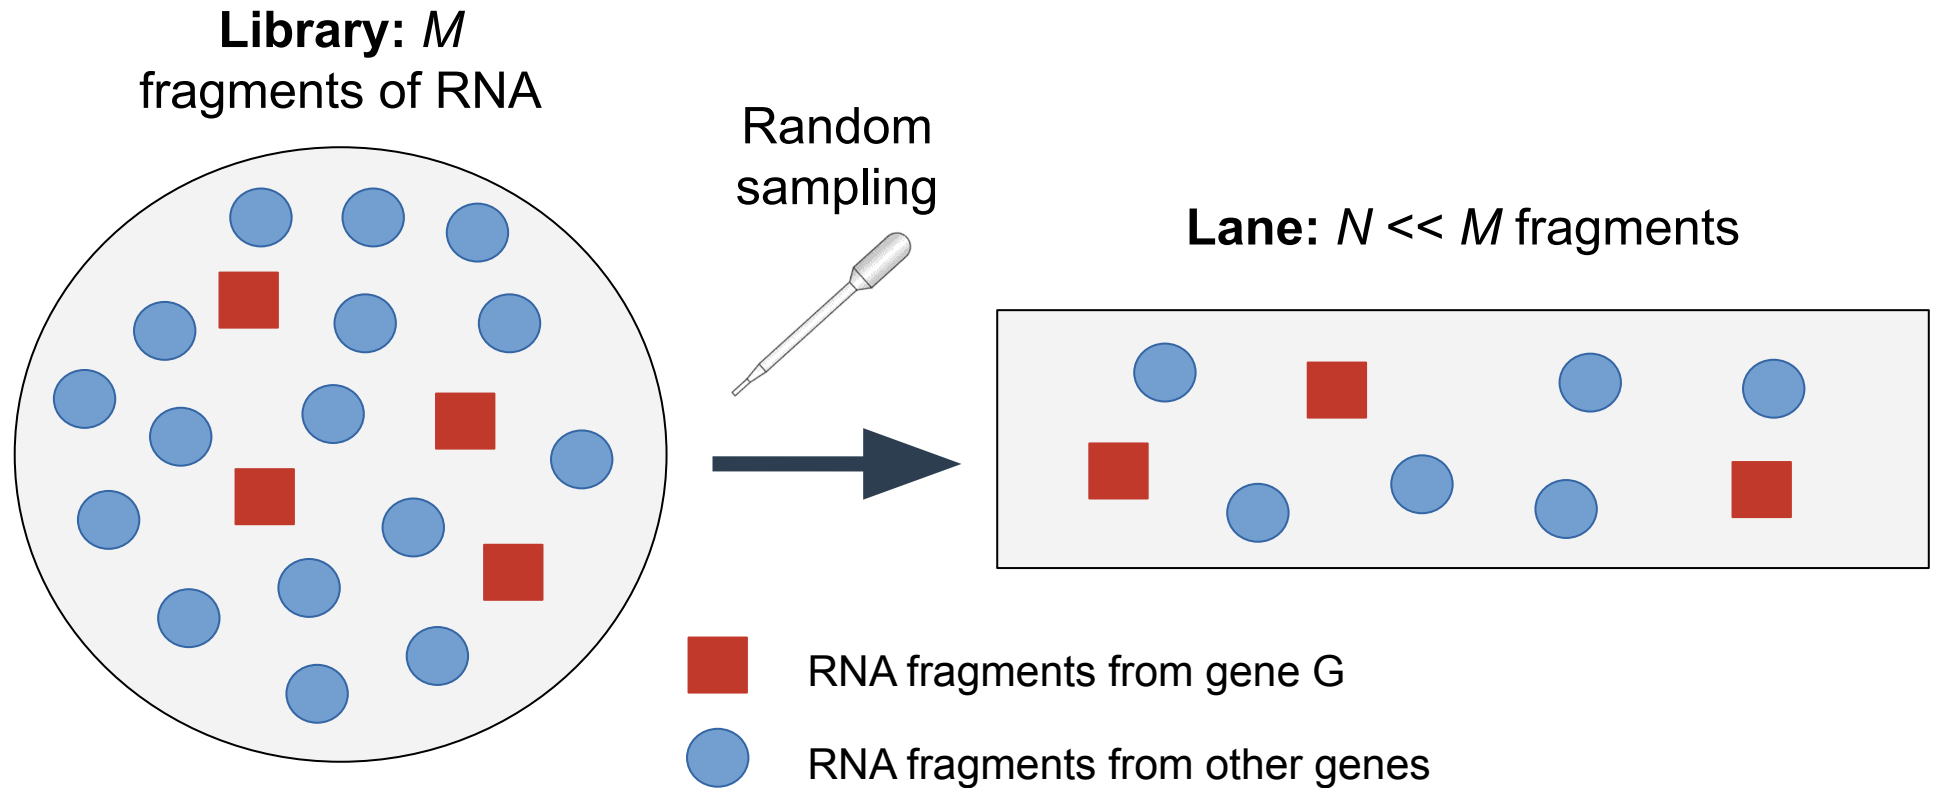 Library: M
fragments of RNA
Random
sampling
Lane: N << M fragments
RNA fragments from gene G
RNA fragments from other genes